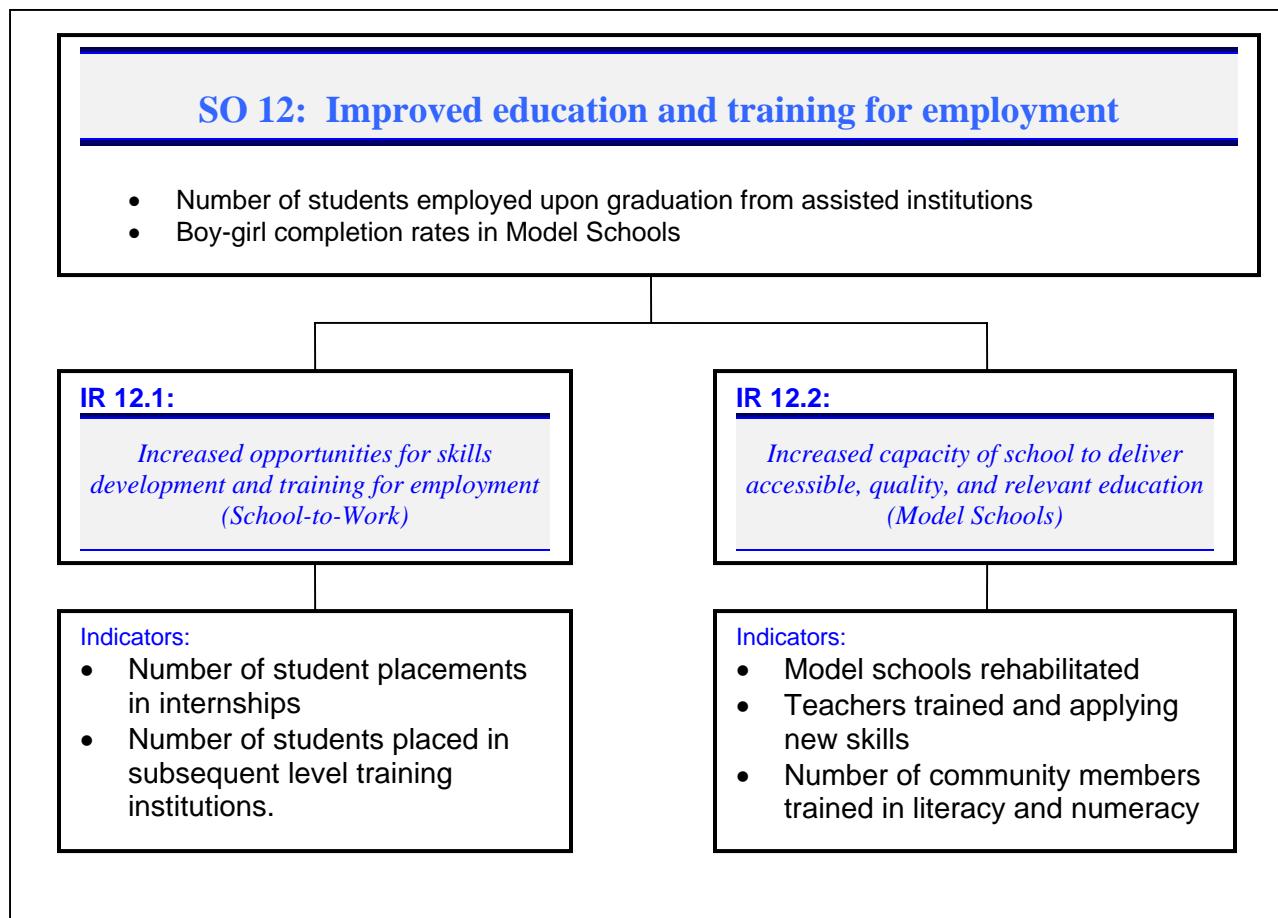 SO 12: Improved education and training for employment
• Number of students employed upon graduation from assisted institutions
• Boy-girl completion rates in Model Schools
IR 12.1:
Increased opportunities for skills
development and training for employment
(School-to-Work)
IR 12.2:
Increased capacity of school to deliver
accessible, quality, and relevant education
(Model Schools)
Indicators:
• Number of student placements
in internships
• Number of students placed in
subsequent level training
institutions.
Indicators:
• Model schools rehabilitated
• Teachers trained and applying
new skills
• Number of community members
trained in literacy and numeracy